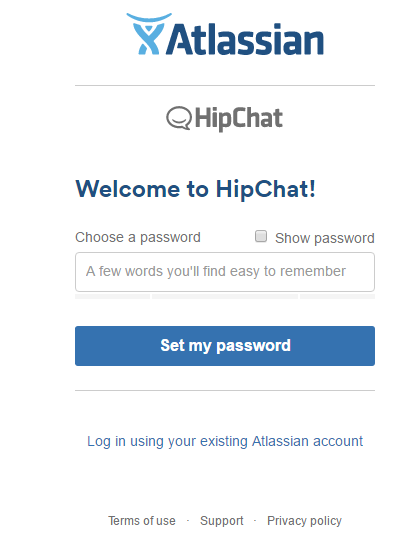 Atlassian
HipChat
Welcome to HipChat!
Choose a password Show password
A few words you'll find easy to remember
Set my password
Log in using your existing Atlassian account
Terms of use · Support · Privacy policy